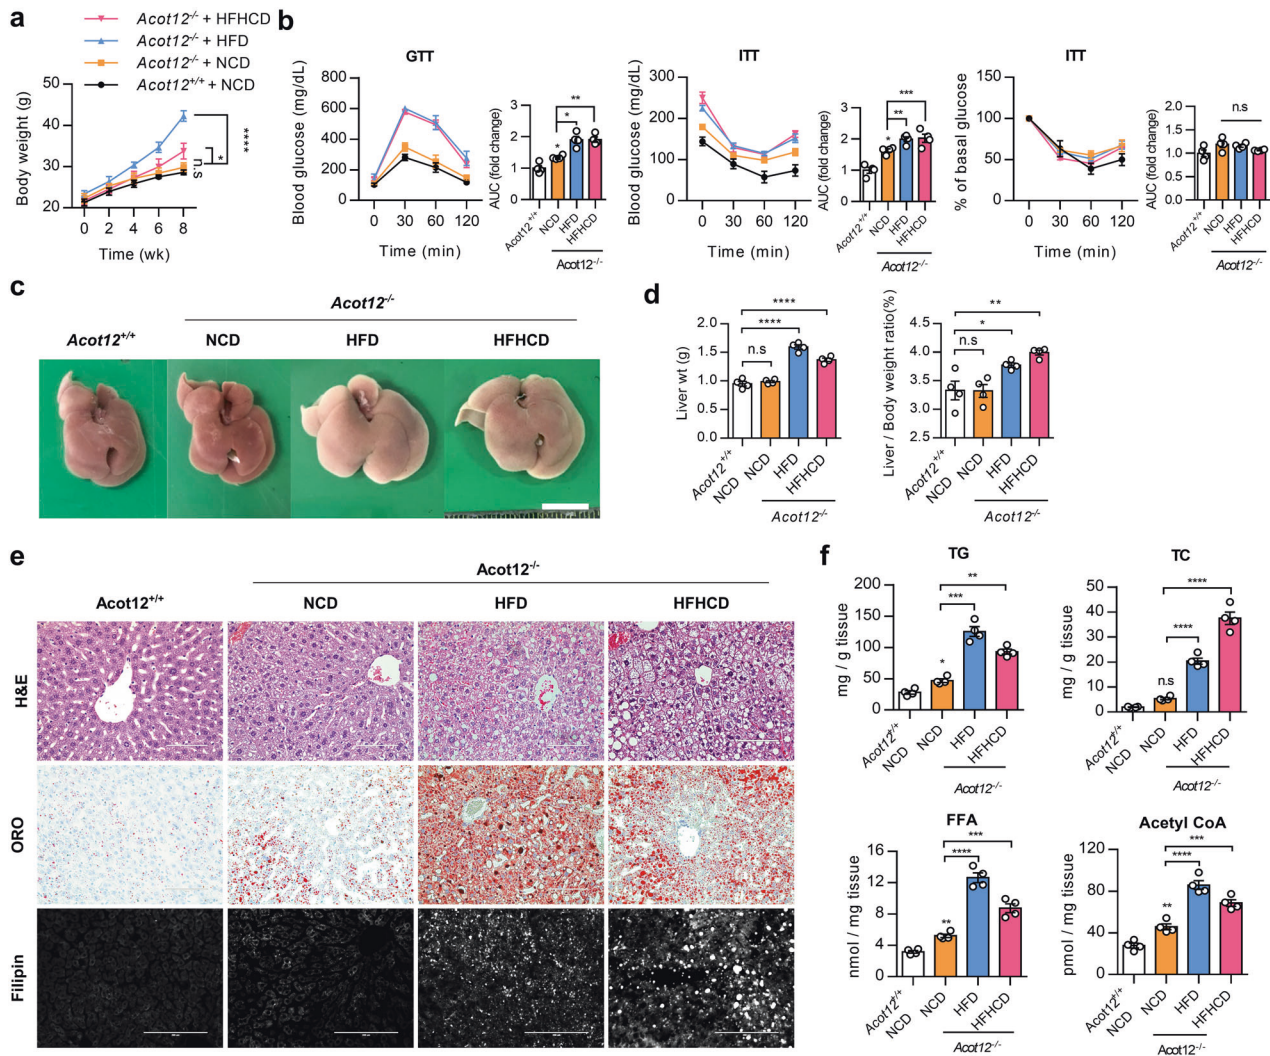 a
Acot12-/- + HFHCD
Acot12-/- + HFD
Acot12-/- + NCD
Acot12+/+ + NCD
Body weight (g)
50
40
30
20
0 2 4 6 8
Time (wk)
n.s
*
****
b
GTT
Blood glucose (mg/dL)
800
600
400
200
0
0 30 60 120
Time (min)
AUC (fold change)
3
2
1
0
*
*
**
Acot12+/+
NCD
HFD
HFHCD
Acot12-/-
ITT
Blood glucose (mg/dL)
300
200
100
0
0 30 60 120
Time (min)
AUC (fold change)
3
2
1
0
*
**
***
Acot12+/+
NCD
HFD
HFHCD
Acot12-/-
ITT
% of basal glucose
150
100
50
0
0 30 60 120
Time (min)
AUC (fold change)
2.0
1.5
1.0
0.5
0.0
n.s
Acot12+/+
NCD
HFD
HFHCD
Acot12-/-
c
Acot12-/-
Acot12+/+ NCD HFD HFHCD
d
Liver wt (g)
2.0
1.5
1.0
0.5
0.0
n.s
****
****
Acot12+/+
NCD
NCD
HFD
HFHCD
Acot12-/-
Liver / Body weight ratio(%)
4.5
4.0
3.5
3.0
2.5
n.s
*
**
Acot12+/+
NCD
NCD
HFD
HFHCD
Acot12-/-
e
Acot12-/-
Acot12+/+ NCD HFD HFHCD
H&E
ORO
Filipin
f
TG
mg / g tissue
200
150
100
50
0
*
***
**
Acot12+/+
NCD
NCD
HFD
HFHCD
Acot12-/-
TC
mg / g tissue
50
40
30
20
10
0
n.s
****
****
Acot12+/+
NCD
NCD
HFD
HFHCD
Acot12-/-
FFA
nmol / mg tissue
16
12
8
4
0
**
****
***
Acot12+/+
NCD
NCD
HFD
HFHCD
Acot12-/-
Acetyl CoA
pmol / mg tissue
120
80
40
0
**
****
***
Acot12+/+
NCD
NCD
HFD
HFHCD
Acot12-/-